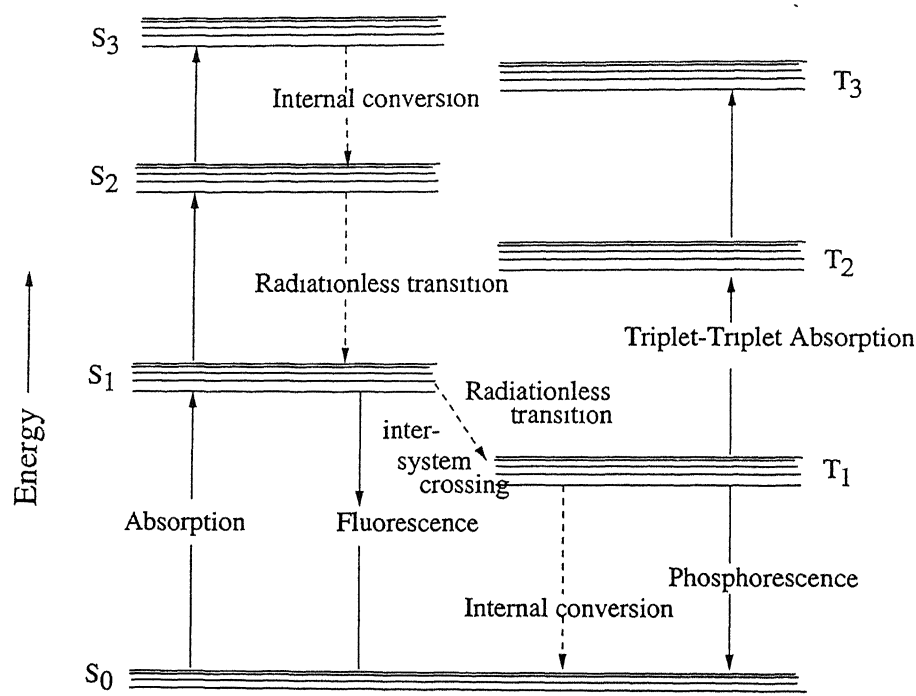 S3
Internal conversion
T3
S2
T2
Radiationless transition
Triplet-Triplet Absorption
S1
Radiationless
transition
inter-
system
crossing
T1
Energy
Absorption
Fluorescence
Phosphorescence
Internal conversion
S0